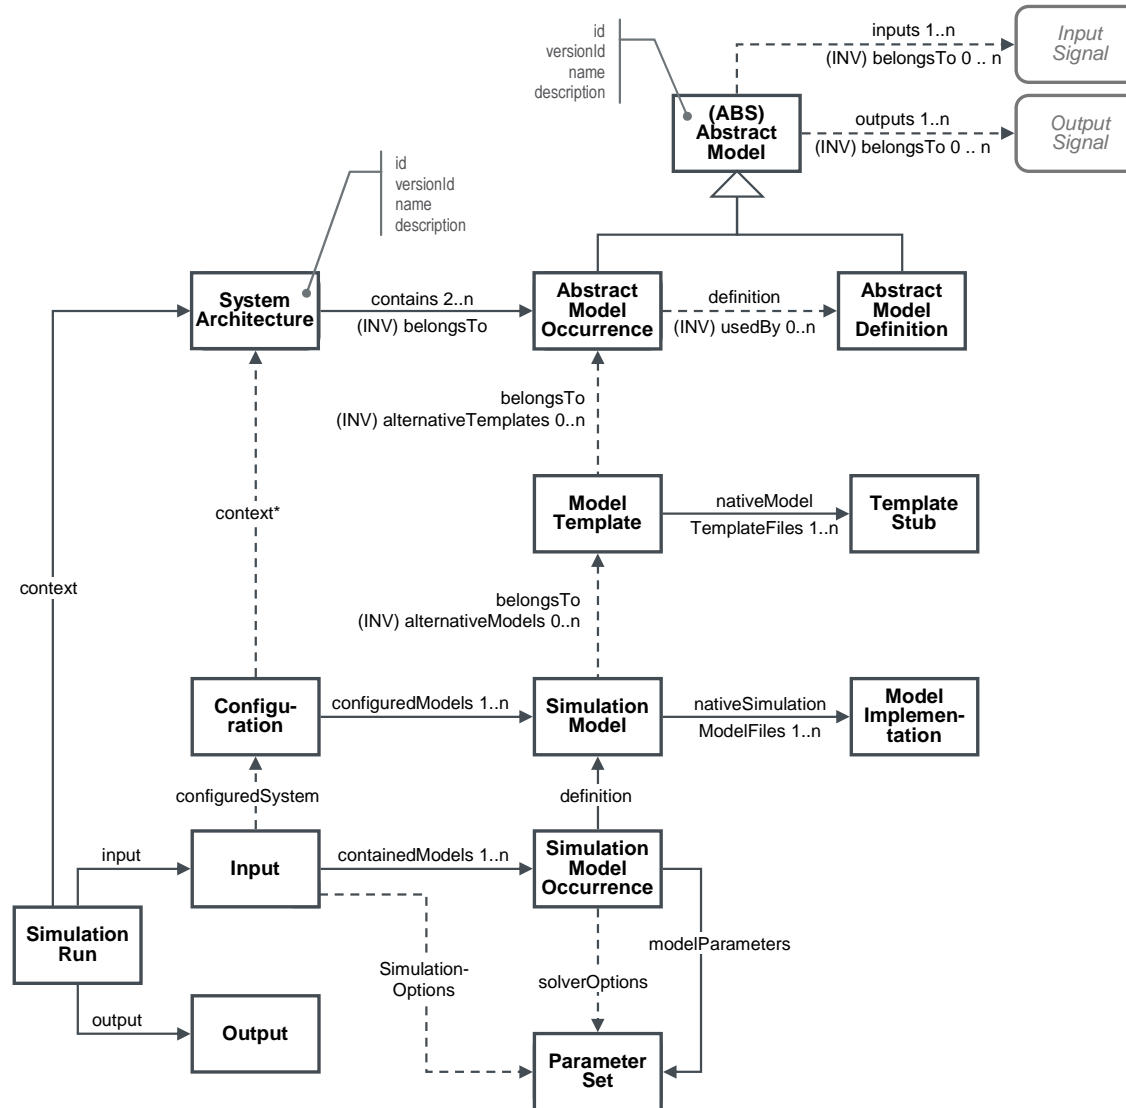 id
versionId
name
description
inputs 1..n
(INV) belongsTo 0 .. n
Input
Signal
(ABS)
Abstract
Model
outputs 1..n
(INV) belongsTo 0 .. n
Output
Signal
id
versionId
name
description
System
Architecture
contains 2..n
(INV) belongsTo
Abstract
Model
Occurrence
definition
(INV) usedBy 0..n
Abstract
Model
Definition
belongsTo
(INV) alternativeTemplates 0..n
context*
Model
Template
nativeModel
TemplateFiles 1..n
Template
Stub
context
belongsTo
(INV) alternativeModels 0..n
Configu-
ration
configuredModels 1..n
Simulation
Model
nativeSimulation
ModelFiles 1..n
Model
Implemen-
tation
configuredSystem
definition
input
Input
containedModels 1..n
Simulation
Model
Occurrence
Simulation
Run
modelParameters
Simulation-
Options
solverOptions
output
Output
Parameter
Set